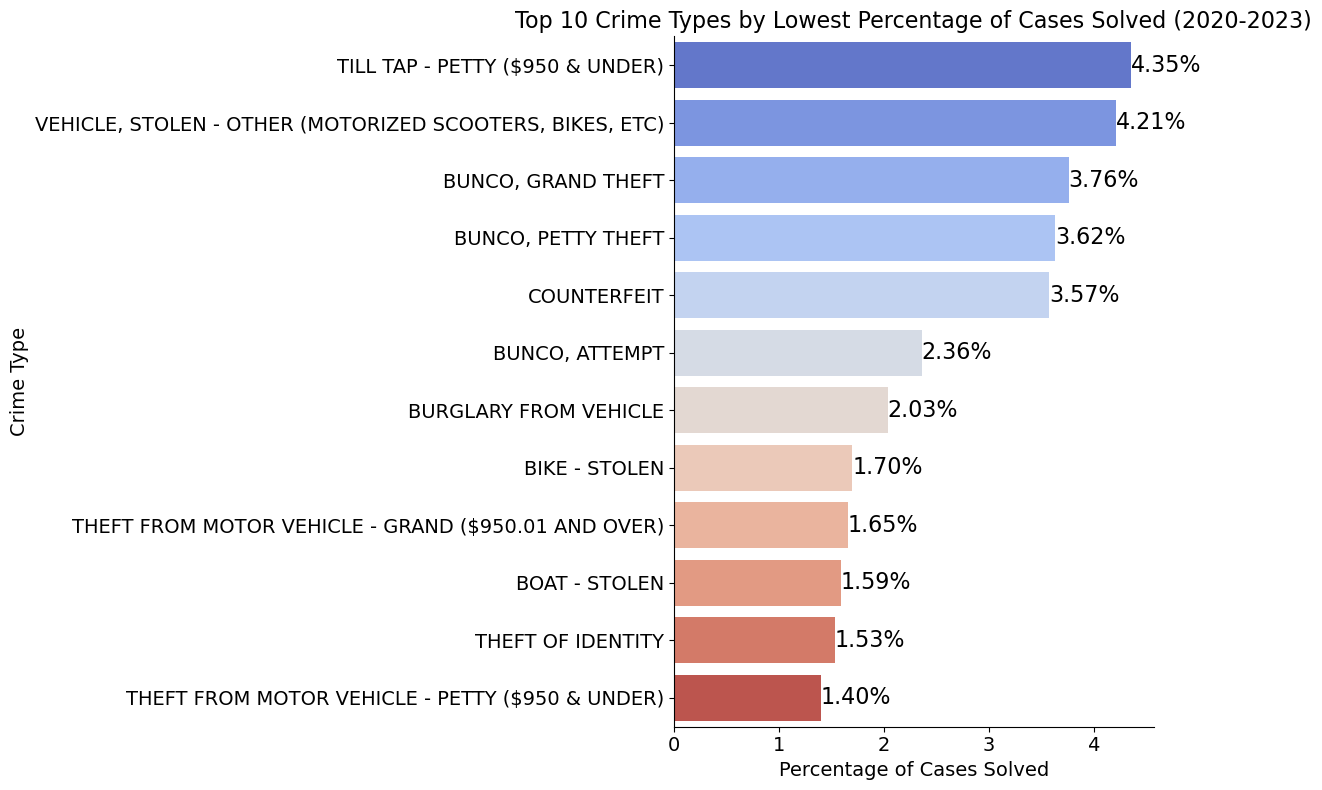 Top 10 Crime Types by Lowest Percentage of Cases Solved (2020-2023)
TILL TAP - PETTY ($950 & UNDER) 4.35%
VEHICLE, STOLEN - OTHER (MOTORIZED SCOOTERS, BIKES, ETC) 4.21%
BUNCO, GRAND THEFT 3.76%
BUNCO, PETTY THEFT 3.62%
COUNTERFEIT 3.57%
BUNCO, ATTEMPT 2.36%
BURGLARY FROM VEHICLE 2.03%
BIKE - STOLEN 1.70%
THEFT FROM MOTOR VEHICLE - GRAND ($950.01 AND OVER) 1.65%
BOAT - STOLEN 1.59%
THEFT OF IDENTITY 1.53%
THEFT FROM MOTOR VEHICLE - PETTY ($950 & UNDER) 1.40%
Crime Type
0 1 2 3 4
Percentage of Cases Solved